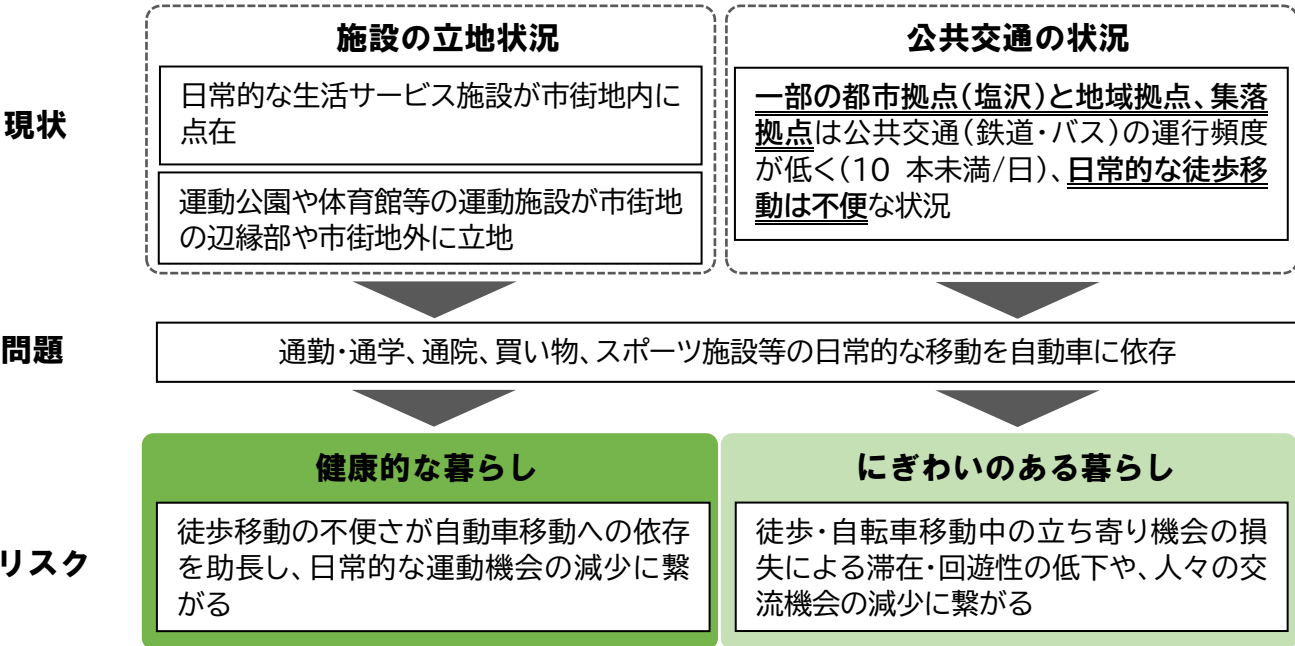 施設の立地状況
公共交通の状況
現状
日常的な生活サービス施設が市街地内に
点在
運動公園や体育館等の運動施設が市街地
の辺縁部や市街地外に立地
一部の都市拠点(塩沢)と地域拠点、集落
拠点は公共交通(鉄道・バス)の運行頻度
が低く(10 本未満/日)、日常的な徒歩移
動は不便な状況
問題
通勤・通学、通院、買い物、スポーツ施設等の日常的な移動を自動車に依存
健康的な暮らし
にぎわいのある暮らし
リスク
徒歩移動の不便さが自動車移動への依存
を助長し、日常的な運動機会の減少に繋
がる
徒歩・自転車移動中の立ち寄り機会の損
失による滞在・回遊性の低下や、人々の交
流機会の減少に繋がる